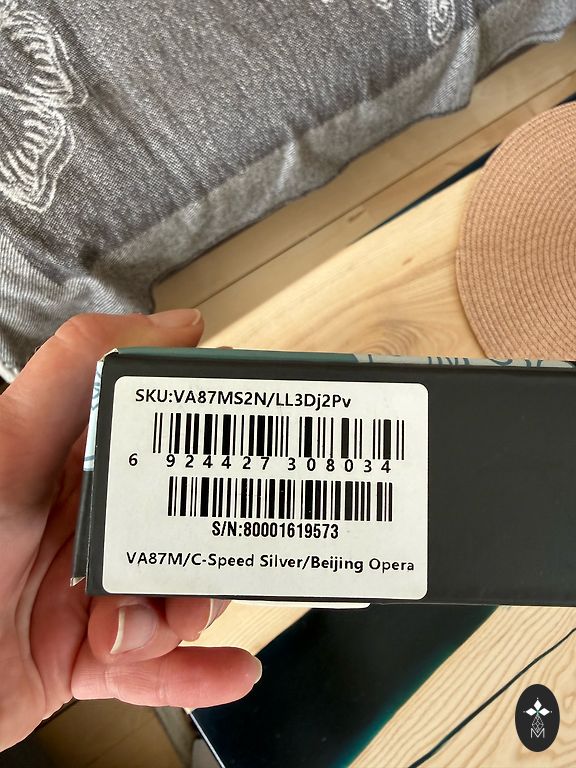 SKU:VA87MS2N/LL3Dj2Pv
6 924427 308034
S/N:80001619573
VA87M/C-Speed Silver/Beijing Opera